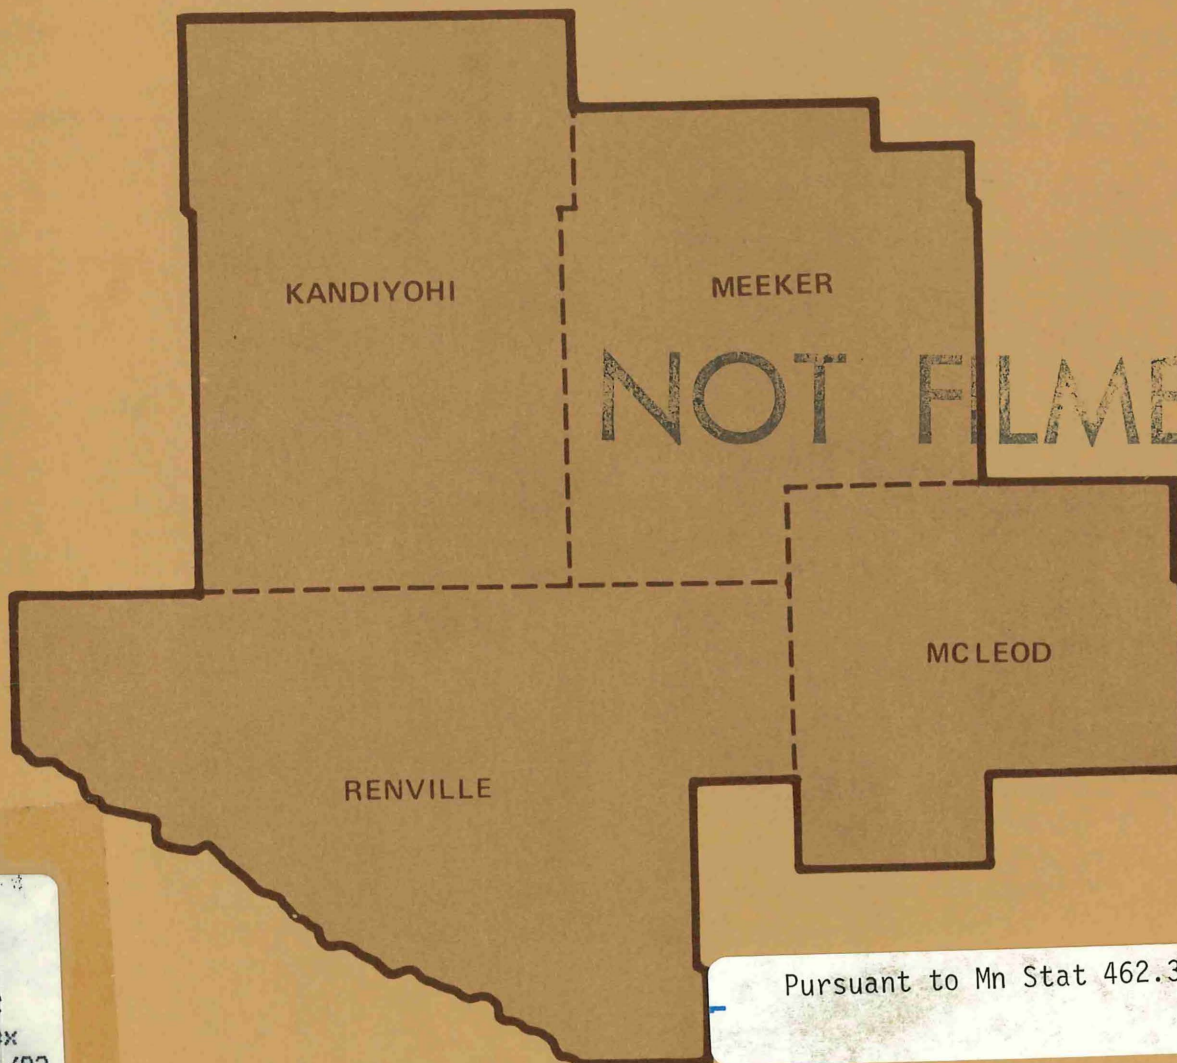 KANDIYOHI
MEEKER
NOT FILME
MCLEOD
RENVILLE
Pursuant to Mn Stat 462.3